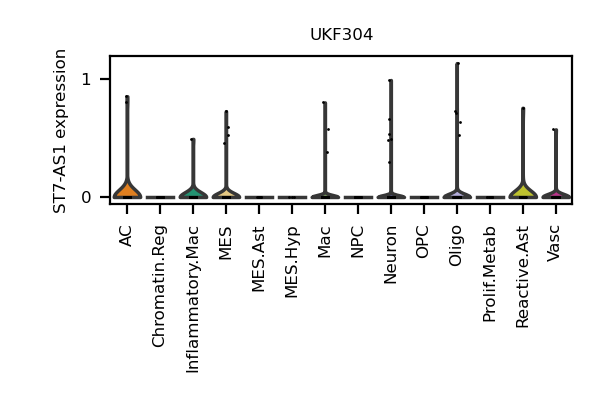 UKF304
ST7-AS1 expression
1
0
AC
Chromatin.Reg
Inflammatory.Mac
MES
MES.Ast
MES.Hyp
Mac
NPC
Neuron
OPC
Oligo
Prolif.Metab
Reactive.Ast
Vasc